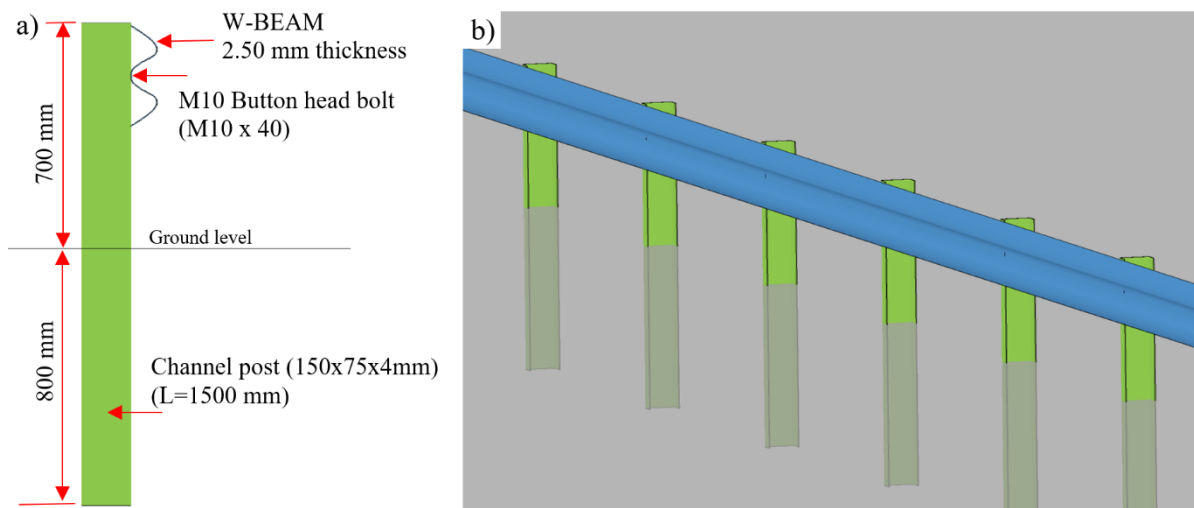 a)
W-BEAM
2.50 mm thickness
M10 Button head bolt
(M10 x 40)
700 mm
Ground level
800 mm
Channel post (150x75x4mm)
(L=1500 mm)
b)